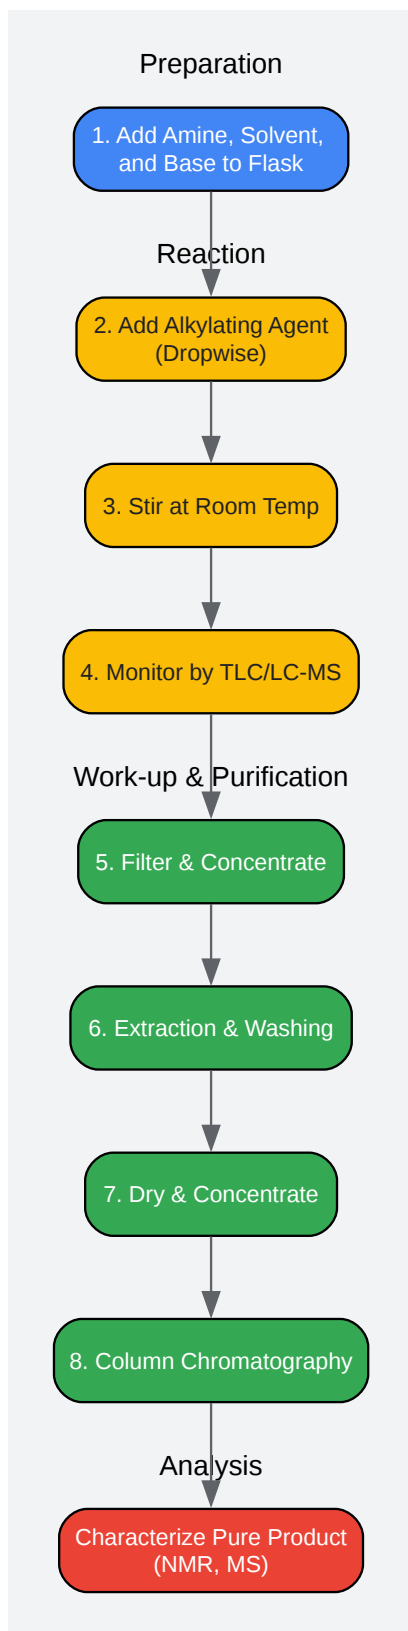 Preparation
1. Add Amine, Solvent,
and Base to Flask
Reaction
2. Add Alkylating Agent
(Dropwise)
3. Stir at Room Temp
4. Monitor by TLC/LC-MS
Work-up & Purification
5. Filter & Concentrate
6. Extraction & Washing
7. Dry & Concentrate
8. Column Chromatography
Analysis
Characterize Pure Product
(NMR, MS)